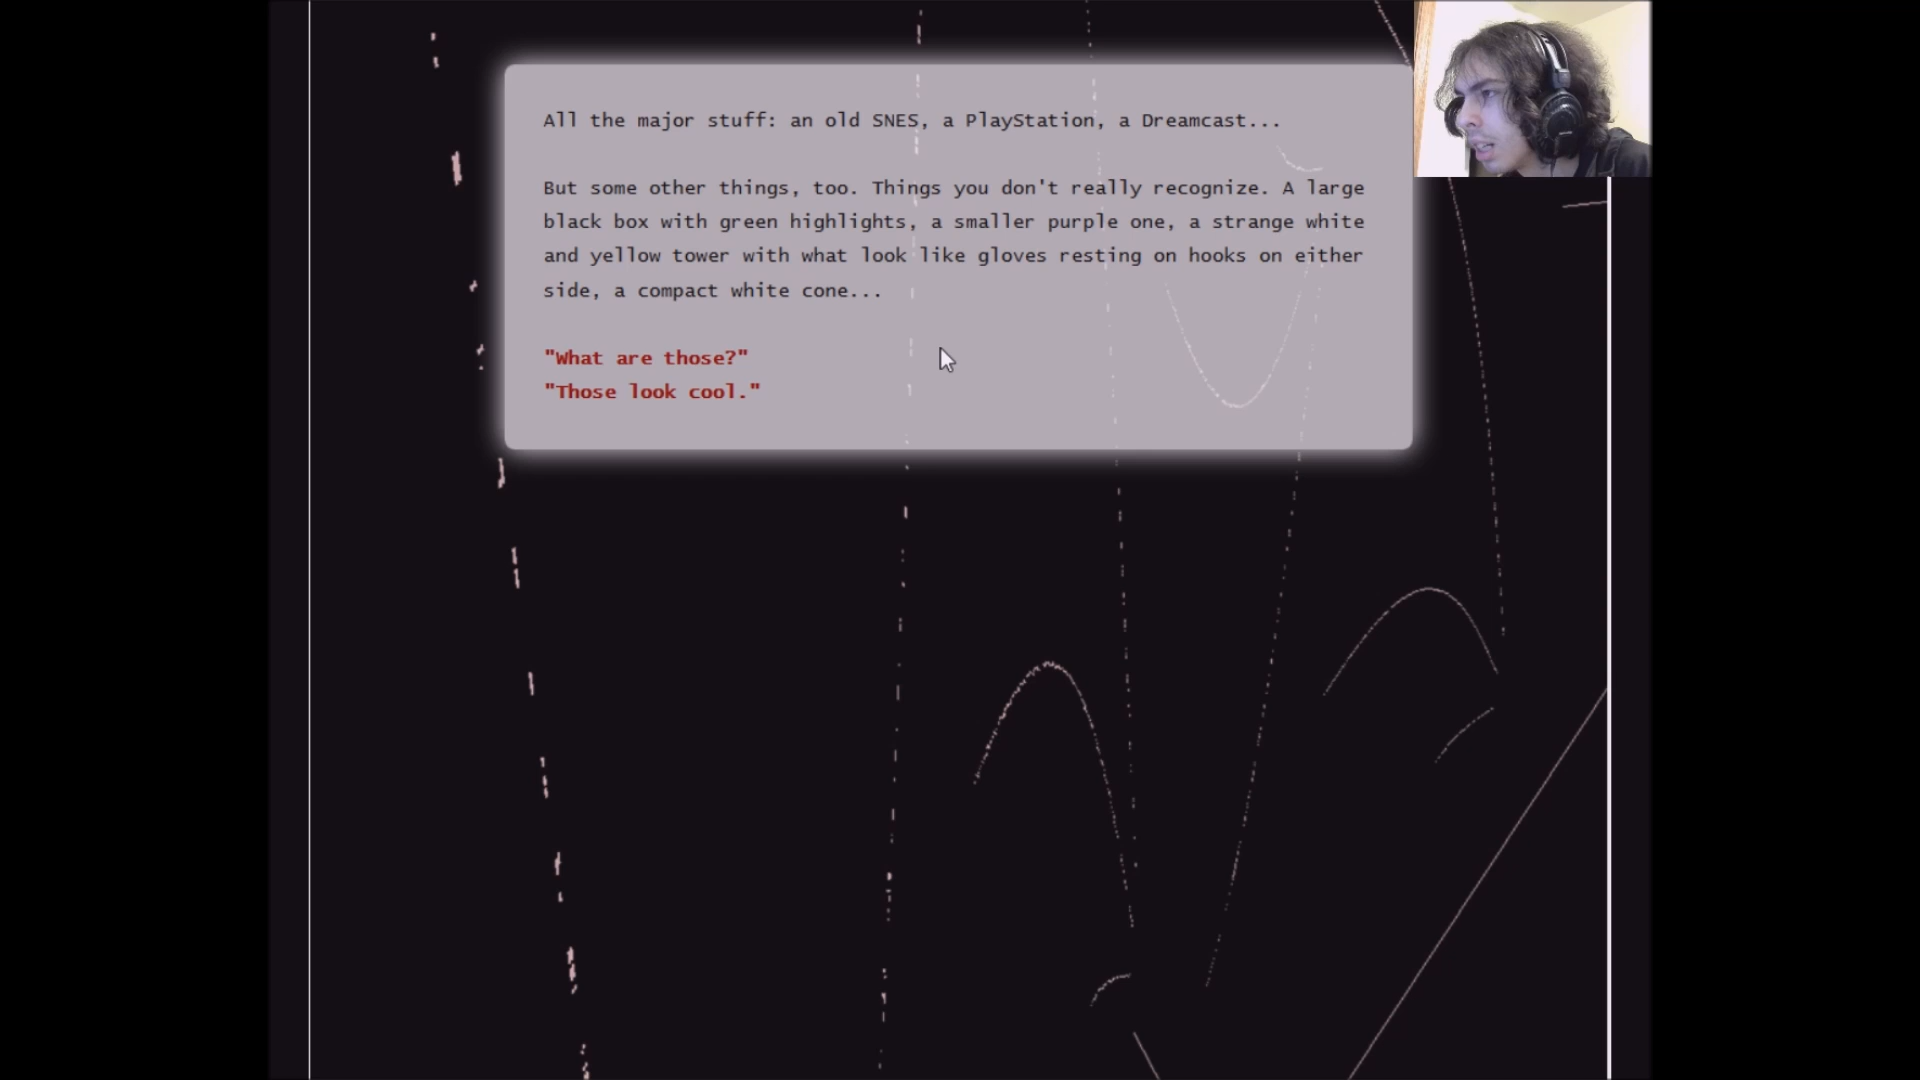 All the major stuff: an old SNES, a PlayStation, a Dreamcast...
But some other things, too. Things you don't really recognize. A large
black box with green highlights, a smaller purple one, a strange white
and yellow tower with what look like gloves resting on hooks on either
side, a compact white cone...
"What are those?"
"Those look cool."